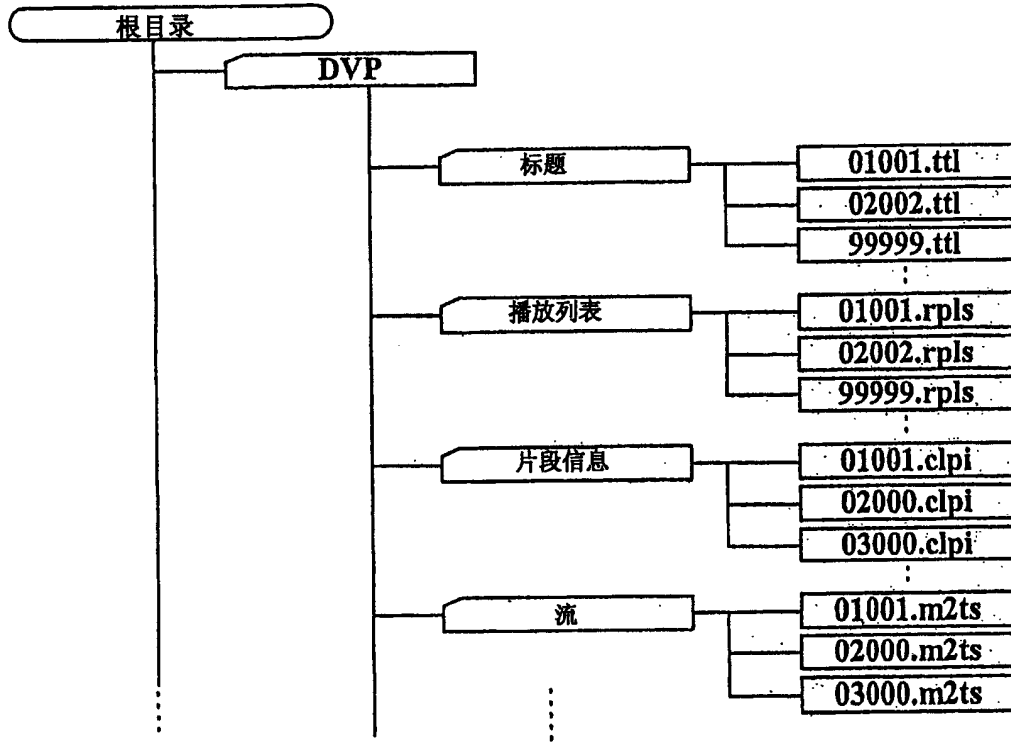 根目录
DVP
标题
01001.ttl
02002.ttl
99999.ttl
播放列表
01001.rpls
02002.rpls
99999.rpls
片段信息
01001.clpi
02000.clpi
03000.clpi
流
01001.m2ts
02000.m2ts
03000.m2ts